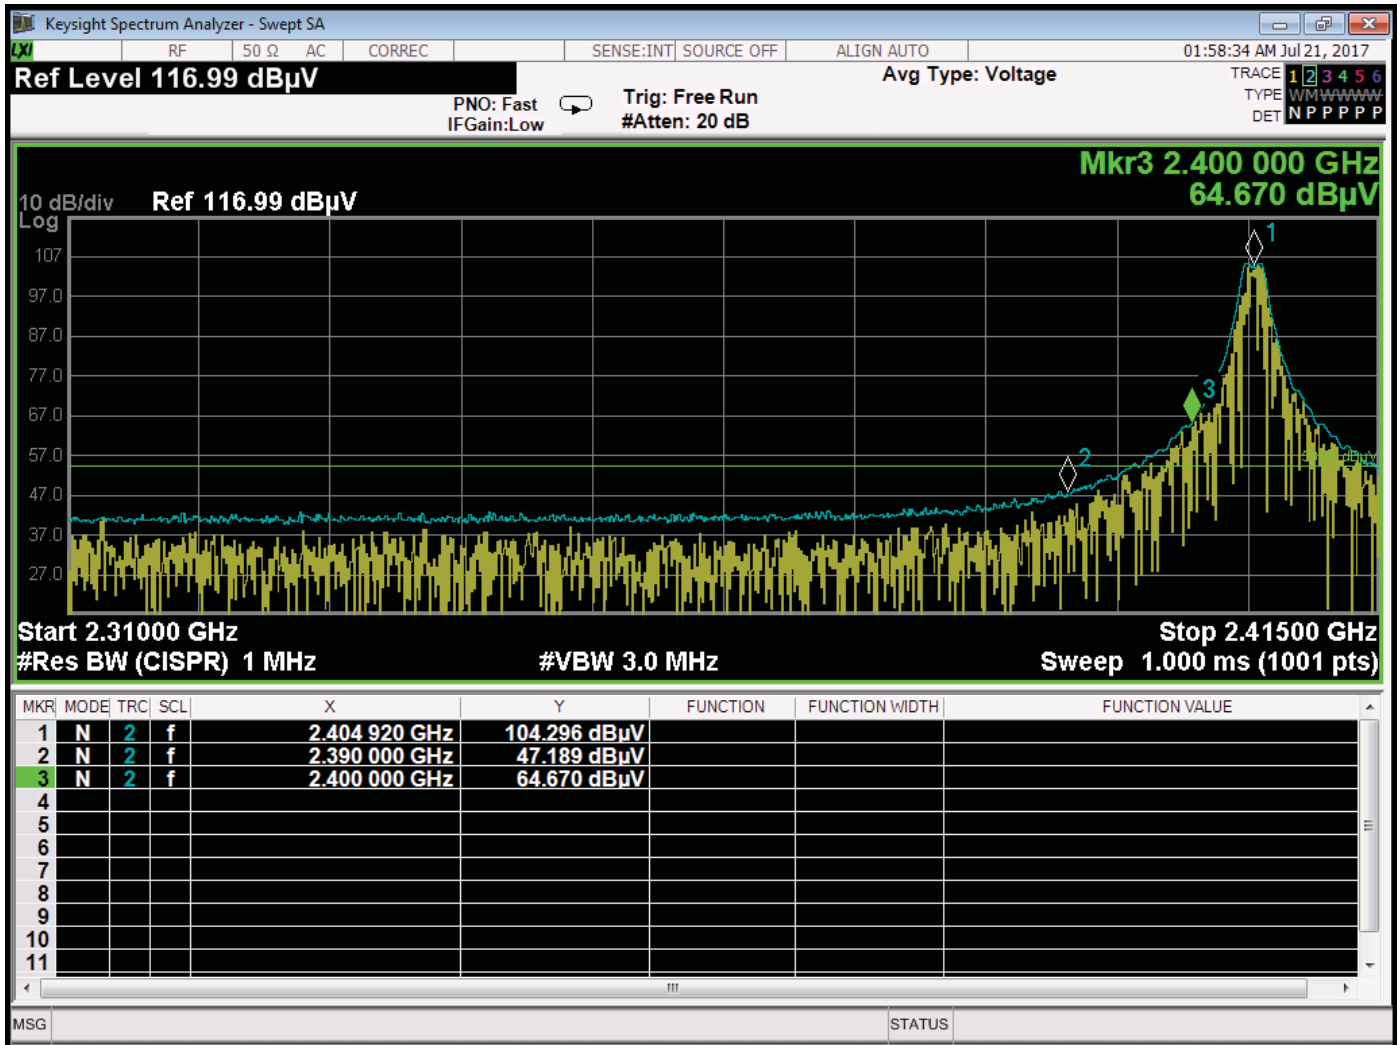 Keysight Spectrum Analyzer - Swept SA
LXI RF 50 Ω AC CORREC SENSE:INT SOURCE OFF ALIGN AUTO 01:58:34 AM Jul 21, 2017
Ref Level 116.99 dBµV Avg Type: Voltage TRACE 1 2 3 4 5 6
PNO: Fast Trig: Free Run TYPE WMWWWW
IFGain:Low #Atten: 20 dB DET N P P P P P
Mkr3 2.400 000 GHz
10 dB/div Ref 116.99 dBµV 64.670 dBµV
Log
1
107
97.0
87.0
77.0
3
67.0
57.0
2
47.0
37.0
27.0
Start 2.31000 GHz Stop 2.41500 GHz
#Res BW (CISPR) 1 MHz #VBW 3.0 MHz Sweep 1.000 ms (1001 pts)
MKR MODE TRC SCL X Y FUNCTION FUNCTION WIDTH FUNCTION VALUE
1 N 2 f 2.404 920 GHz 104.296 dBµV
2 N 2 f 2.390 000 GHz 47.189 dBµV
3 N 2 f 2.400 000 GHz 64.670 dBµV
4
5
6
7
8
9
10
11
MSG STATUS